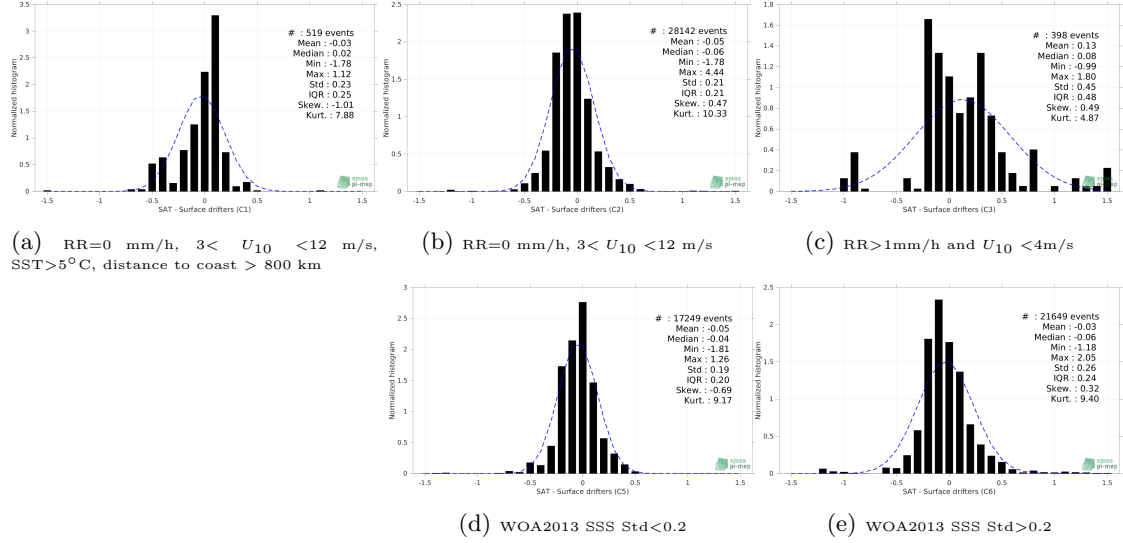 3.5
3
2.5
2
1.5
1
0.5
0
Normalized histogram
# : 519 events
Mean : -0.03
Median : 0.02
Min : -1.78
Max : 1.12
Std : 0.23
IQR : 0.25
Skew. : -1.01
Kurt. : 7.88
smos
pi-mep
-1.5 -1 -0.5 0 0.5 1 1.5
SAT - Surface drifters (C1)
(a) RR=0 mm/h, 3< U10 <12 m/s,
SST>5°C, distance to coast > 800 km
2.5
2
1.5
1
0.5
0
Normalized histogram
# : 28142 events
Mean : -0.05
Median : -0.06
Min : -1.78
Max : 4.44
Std : 0.21
IQR : 0.21
Skew. : 0.47
Kurt. : 10.33
smos
pi-mep
-1.5 -1 -0.5 0 0.5 1 1.5
SAT - Surface drifters (C2)
(b) RR=0 mm/h, 3< U10 <12 m/s
1.8
1.6
1.4
1.2
1
0.8
0.6
0.4
0.2
0
Normalized histogram
# : 398 events
Mean : 0.13
Median : 0.08
Min : -0.99
Max : 1.80
Std : 0.45
IQR : 0.48
Skew. : 0.49
Kurt. : 4.87
smos
pi-mep
-1.5 -1 -0.5 0 0.5 1 1.5
SAT - Surface drifters (C3)
(c) RR>1mm/h and U10 <4m/s
3
2.5
2
1.5
1
0.5
0
Normalized histogram
# : 17249 events
Mean : -0.05
Median : -0.04
Min : -1.81
Max : 1.26
Std : 0.19
IQR : 0.20
Skew. : -0.69
Kurt. : 9.17
smos
pi-mep
-1.5 -1 -0.5 0 0.5 1 1.5
SAT - Surface drifters (C5)
(d) WOA2013 SSS Std<0.2
2.5
2
1.5
1
0.5
0
Normalized histogram
# : 21649 events
Mean : -0.03
Median : -0.06
Min : -1.18
Max : 2.05
Std : 0.26
IQR : 0.24
Skew. : 0.32
Kurt. : 9.40
smos
pi-mep
-1.5 -1 -0.5 0 0.5 1 1.5
SAT - Surface drifters (C6)
(e) WOA2013 SSS Std>0.2